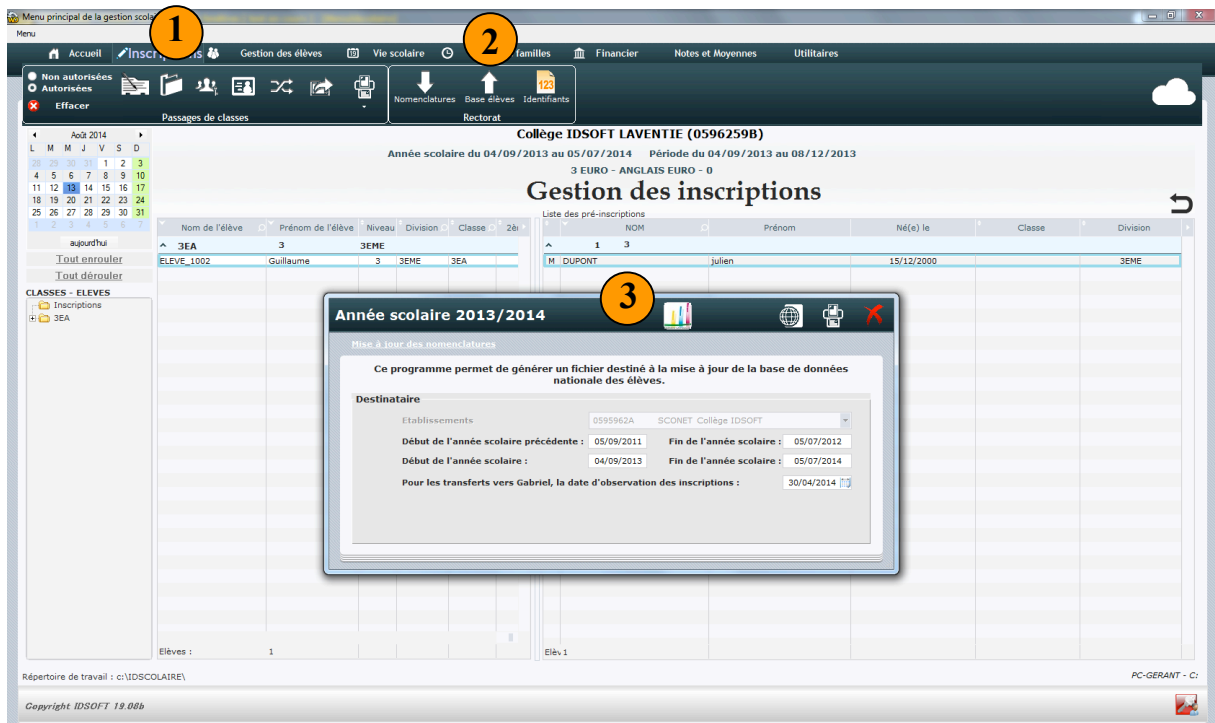 Menu principal de la gestion scola
Menu
1
2
Accueil Inscriptions Gestion des élèves Vie scolaire familles Financier Notes et Moyennes Utilitaires
Non autorisées
Autorisées
Effacer
Passages de classes
Nomenclatures Base élèves Identifiants
123
Rectorat
Collège IDSOFT LAVENTIE (0596259B)
Année scolaire du 04/09/2013 au 05/07/2014 Période du 04/09/2013 au 08/12/2013
3 EURO - ANGLAIS EURO - 0
Gestion des inscriptions
Août 2014
L M M J V S D
28 29 30 31 1 2 3
4 5 6 7 8 9 10
11 12 13 14 15 16 17
18 19 20 21 22 23 24
25 26 27 28 29 30 31
1 2 3 4 5 6 7
aujourd'hui
Tout enrouler
Tout dérouler
CLASSES - ELEVES
Inscriptions
3EA
Nom de l'élève Prénom de l'élève Niveau Division Classe 2è
3EA 3 3EME
ELEVE_1002 Guillaume 3 3EME 3EA
Elèves : 1
Liste des pré-inscriptions
NOM Prénom Né(e) le Classe Division
1 3
M DUPONT julien 15/12/2000 3EME
Elèv 1
3
Année scolaire 2013/2014
Mise à jour des nomenclatures
Ce programme permet de générer un fichier destiné à la mise à jour de la base de données
nationale des élèves.
Destinataire
Etablissements 0595962A SCONET Collège IDSOFT
Début de l'année scolaire précédente : 05/09/2011 Fin de l'année scolaire : 05/07/2012
Début de l'année scolaire : 04/09/2013 Fin de l'année scolaire : 05/07/2014
Pour les transferts vers Gabriel, la date d'observation des inscriptions : 30/04/2014
Répertoire de travail : c:\IDSCOLAIRE\
PC-GERANT - C:
Copyright IDSOFT 19.08b